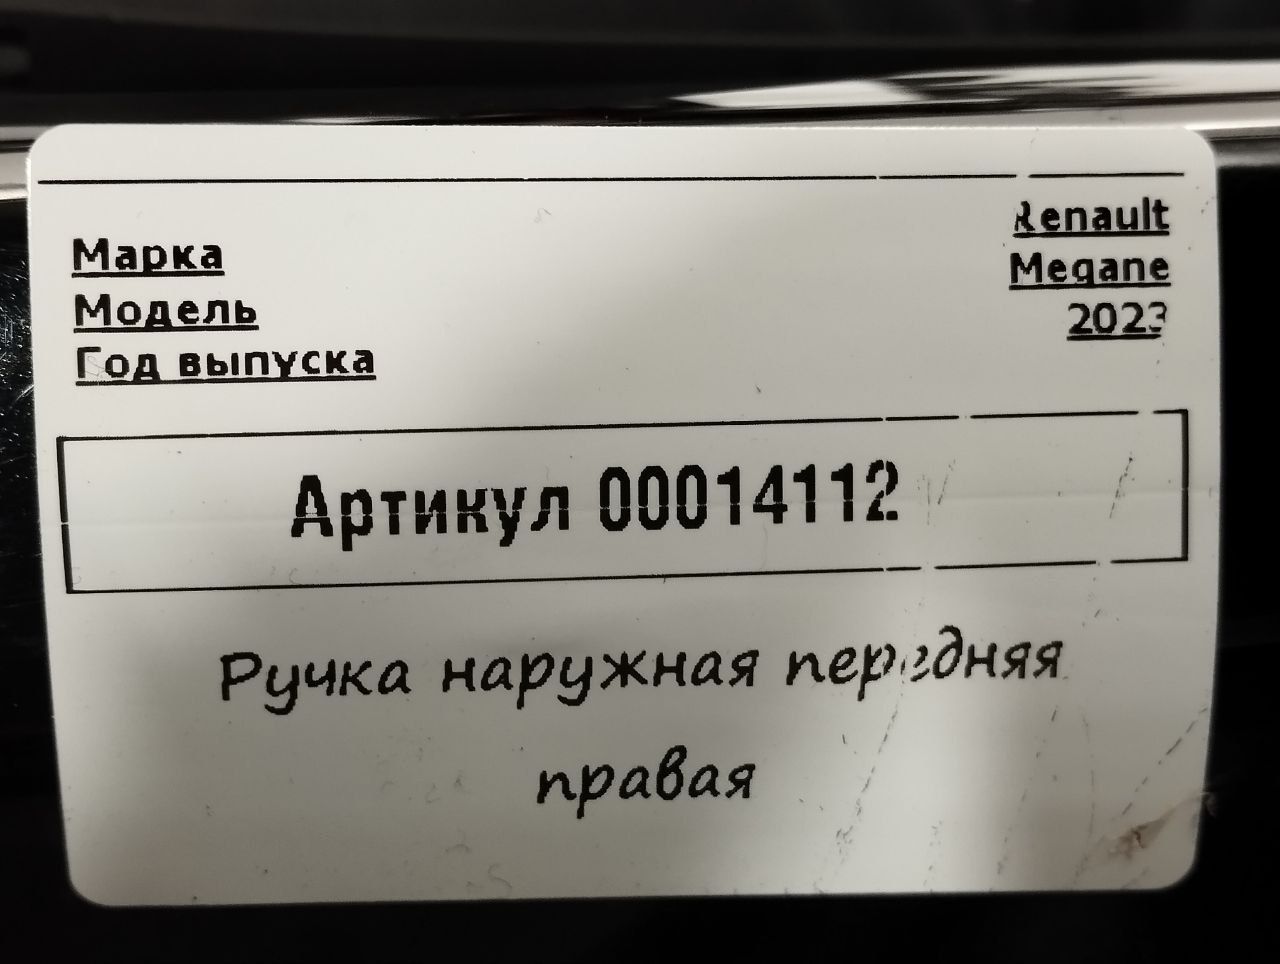 Марка Renault
Модель Megane
Год выпуска 2023
Артикул 00014112
Ручка наружная передняя
правая